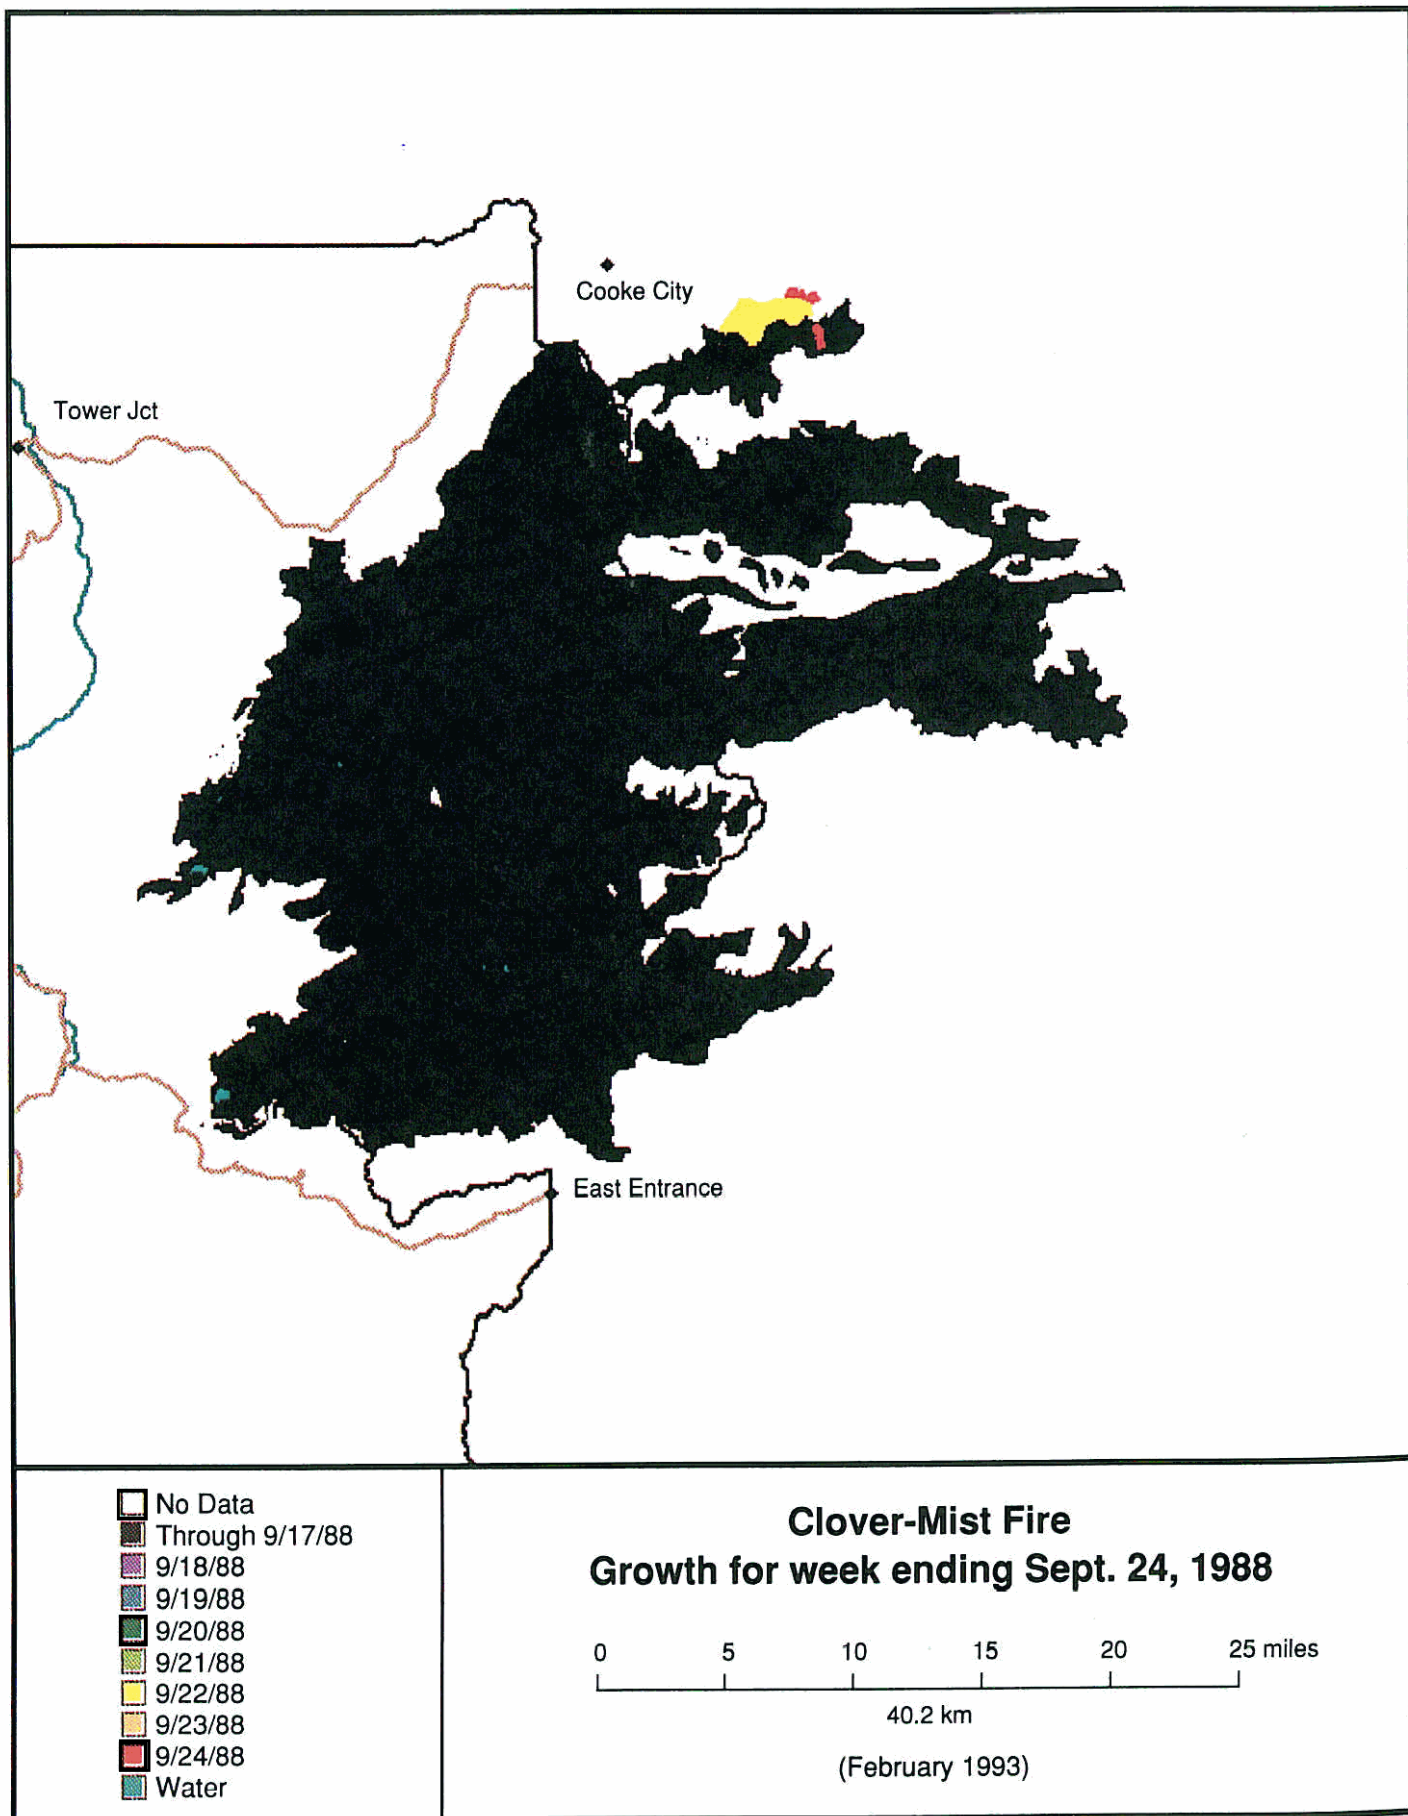 Cooke City
Tower Jct
East Entrance
No Data
Through 9/17/88
9/18/88
9/19/88
9/20/88
9/21/88
9/22/88
9/23/88
9/24/88
Water
Clover-Mist Fire
Growth for week ending Sept. 24, 1988
0 5 10 15 20 25 miles
40.2 km
(February 1993)